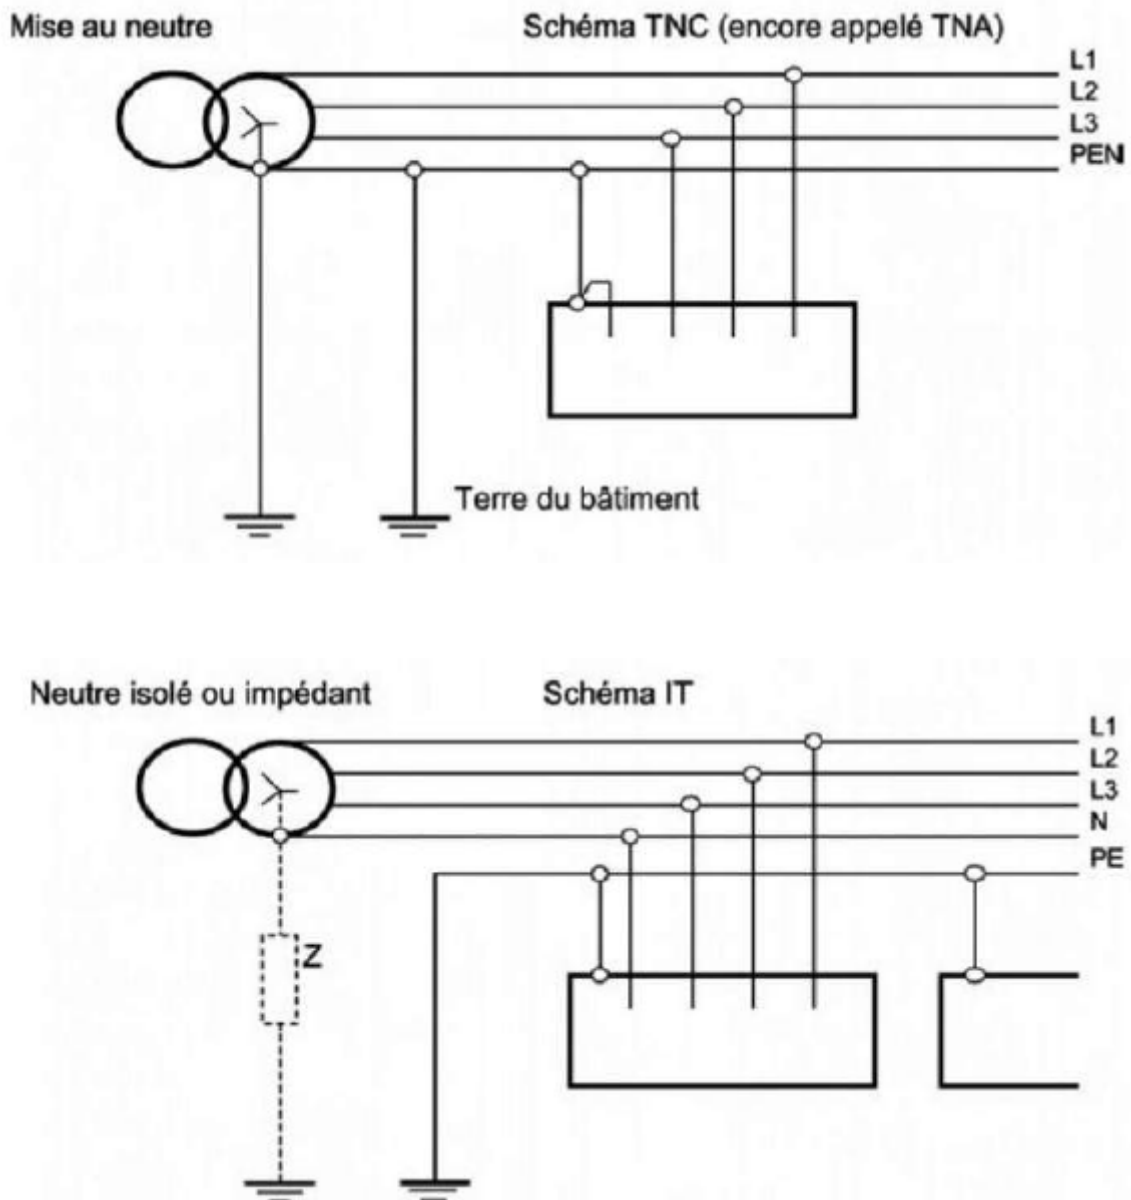 Mise au neutre
Schéma TNC (encore appelé TNA)
L1
L2
L3
PEN
Terre du bâtiment
Neutre isolé ou impédant
Schéma IT
L1
L2
L3
N
PE
Z